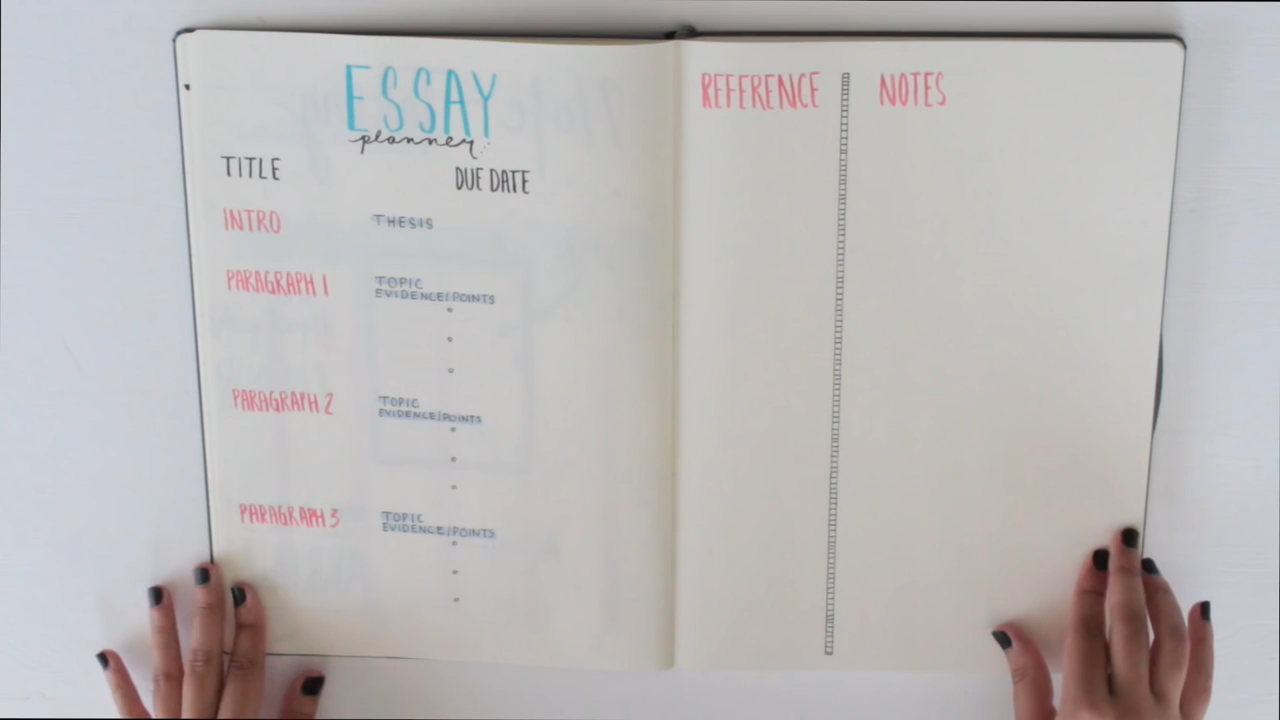 ESSAY
planner
TITLE
DUE DATE
INTRO
THESIS
PARAGRAPH 1
TOPIC
EVIDENCE/POINTS
PARAGRAPH 2
TOPIC
EVIDENCE/POINTS
PARAGRAPH 3
TOPIC
EVIDENCE/POINTS
REFERENCE
NOTES